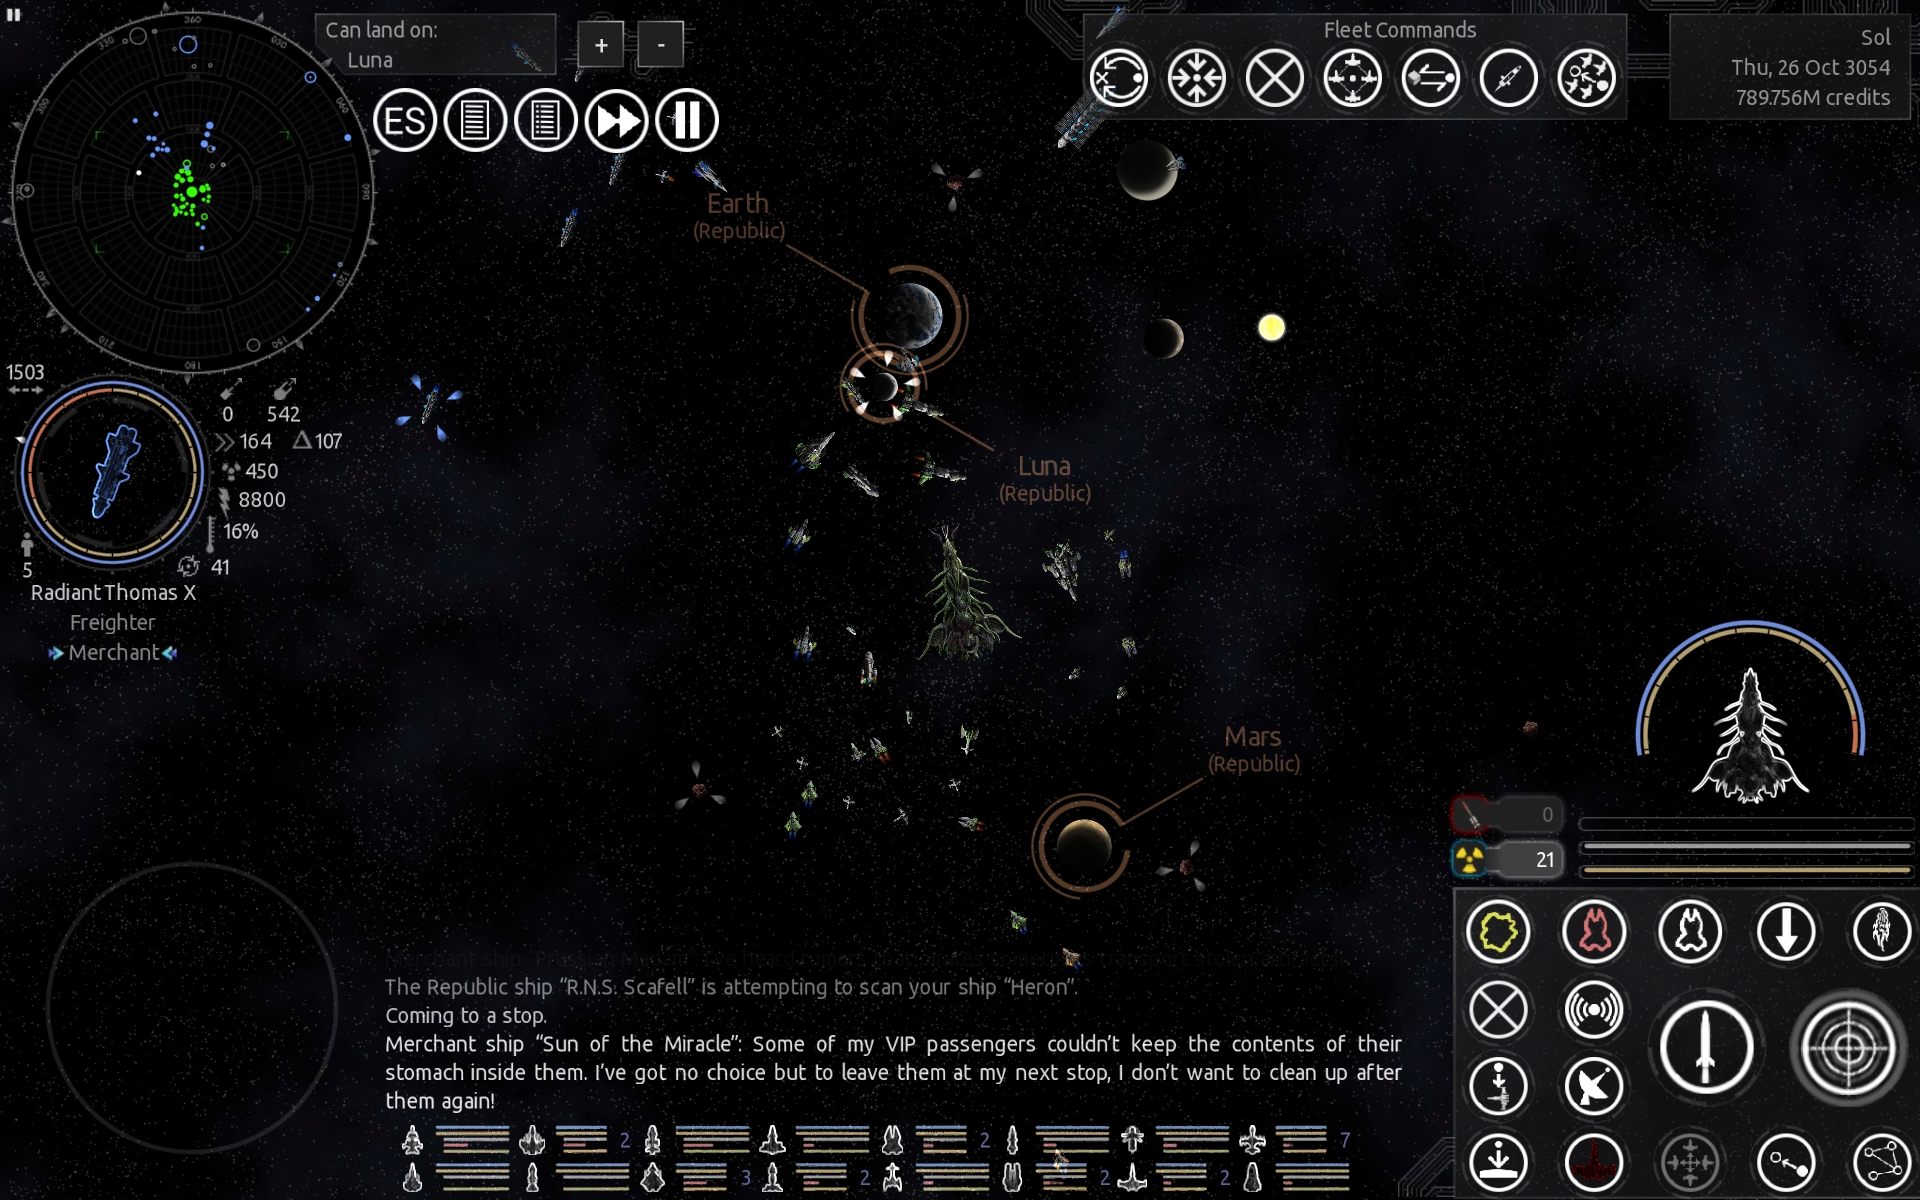 Can land on:
Luna
+
-
ES
Fleet Commands
Sol
Thu, 26 Oct 3054
789.756M credits
Earth
(Republic)
Luna
(Republic)
Mars
(Republic)
1503
0
542
164
107
450
8800
16%
41
5
Radiant Thomas X
Freighter
Merchant
0
21
The Republic ship “R.N.S. Scafell” is attempting to scan your ship “Heron”.
Coming to a stop.
Merchant ship “Sun of the Miracle”: Some of my VIP passengers couldn’t keep the contents of their
stomach inside them. I’ve got no choice but to leave them at my next stop, I don’t want to clean up after
them again!
2 2 7
3 2 2 2